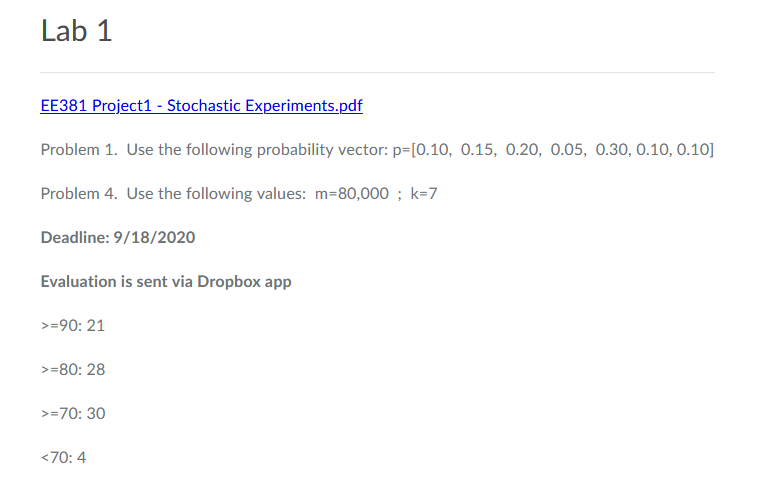 Lab 1
EE381 Project1 - Stochastic Experiments.pdf
Problem 1.  Use the following probability vector: p=[0.10,  0.15,  0.20,  0.05,  0.30, 0.10, 0.10]
Problem 4.  Use the following values:  m=80,000  ;  k=7
Deadline: 9/18/2020
Evaluation is sent via Dropbox app
>=90: 21
>=80: 28
>=70: 30
<70: 4